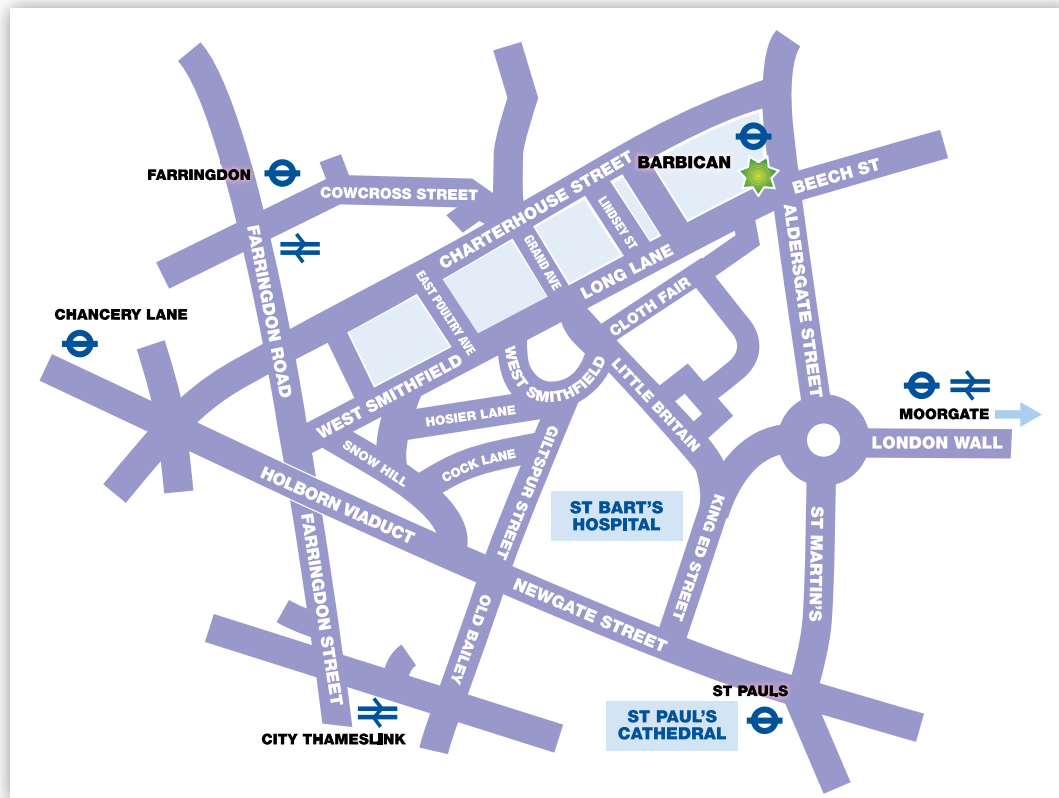 BARBICAN
FARRINGDON
COWCROSS STREET
CHARTERHOUSE STREET
LINDSEY ST
BEECH ST
ALDERSGATE STREET
GRAND AVE
LONG LANE
EAST POULTRY AVE
FARRINGDON ROAD
CLOTH FAIR
CHANCERY LANE
WEST SMITHFIELD
WEST SMITHFIELD
LITTLE BRITAIN
MOORGATE
LONDON WALL
HOSIER LANE
SNOW HILL
COCK LANE
GILTSPUR STREET
HOLBORN VIADUCT
ST BART'S
HOSPITAL
KING ED STREET
ST MARTIN'S
FARRINGDON STREET
NEWGATE STREET
OLD BAILEY
ST PAULS
ST PAUL'S
CATHEDRAL
CITY THAMESLINK